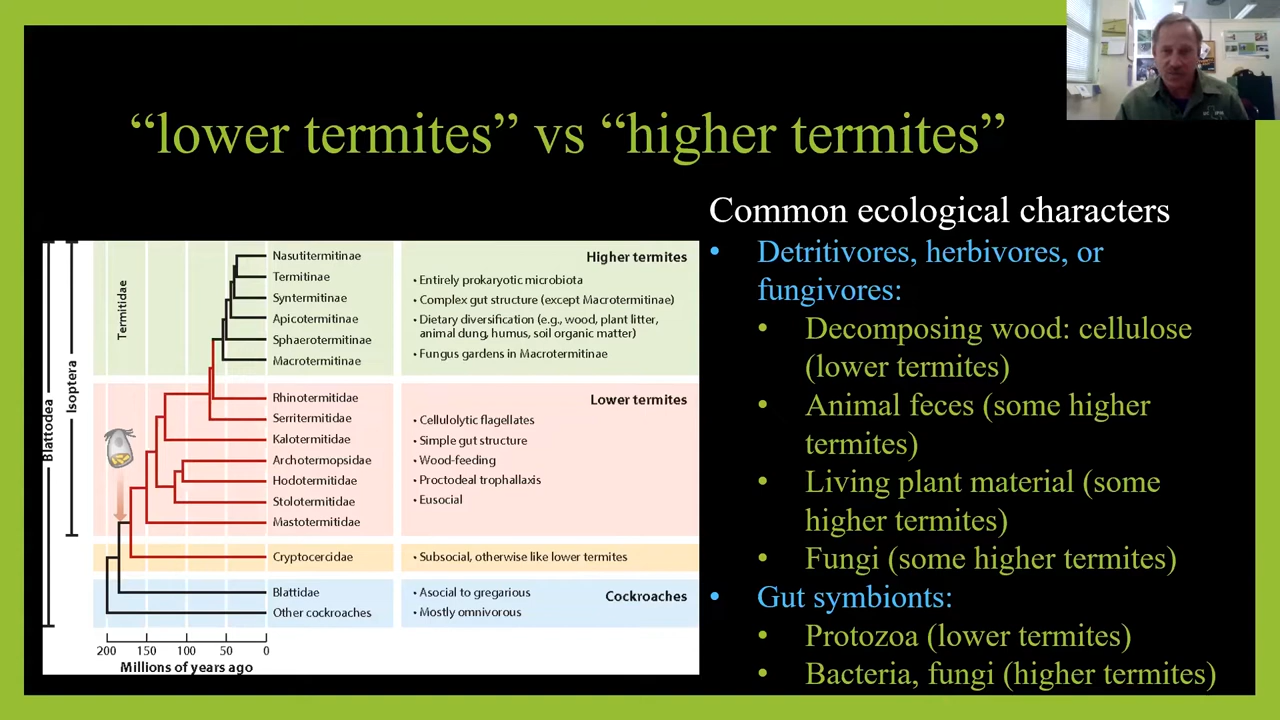 “lower termites” vs “higher termites”
Common ecological characters
• Detritivores, herbivores, or
fungivores:
• Decomposing wood: cellulose
(lower termites)
• Animal feces (some higher
termites)
• Living plant material (some
higher termites)
• Fungi (some higher termites)
• Gut symbionts:
• Protozoa (lower termites)
• Bacteria, fungi (higher termites)
Blattodea
Isoptera
Termitidae
Nasutitermitinae
Termitinae
Syntermitinae
Apicotermitinae
Sphaerotermitinae
Macrotermitinae
Higher termites
• Entirely prokaryotic microbiota
• Complex gut structure (except Macrotermitinae)
• Dietary diversification (e.g., wood, plant litter,
animal dung, humus, soil organic matter)
• Fungus gardens in Macrotermitinae
Rhinotermitidae
Serritermitidae
Kalotermitidae
Archotermopsidae
Hodotermitidae
Stolotermitidae
Mastotermitidae
Lower termites
• Cellulolytic flagellates
• Simple gut structure
• Wood-feeding
• Proctodeal trophallaxis
• Eusocial
Cryptocercidae
• Subsocial, otherwise like lower termites
Blattidae
Other cockroaches
• Asocial to gregarious
• Mostly omnivorous
Cockroaches
200 150 100 50 0
Millions of years ago